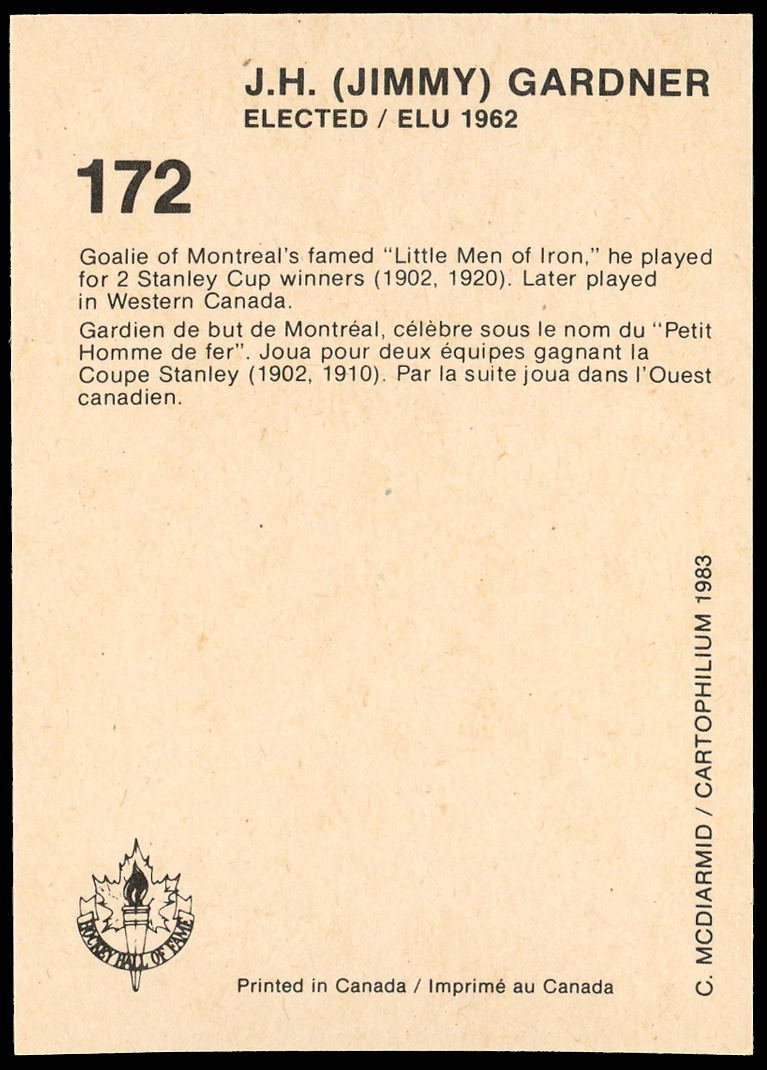 J.H. (JIMMY) GARDNER
ELECTED / ELU 1962
172
Goalie of Montreal's famed “Little Men of Iron,” he played
for 2 Stanley Cup winners (1902, 1920). Later played
in Western Canada.
Gardien de but de Montréal, célèbre sous le nom du “Petit
Homme de fer”. Joua pour deux équipes gagnant la
Coupe Stanley (1902, 1910). Par la suite joua dans l'Ouest
canadien.
C. MCDIARMID / CARTOPHILIUM 1983
HOCKEY HALL OF FAME
Printed in Canada / Imprimé au Canada